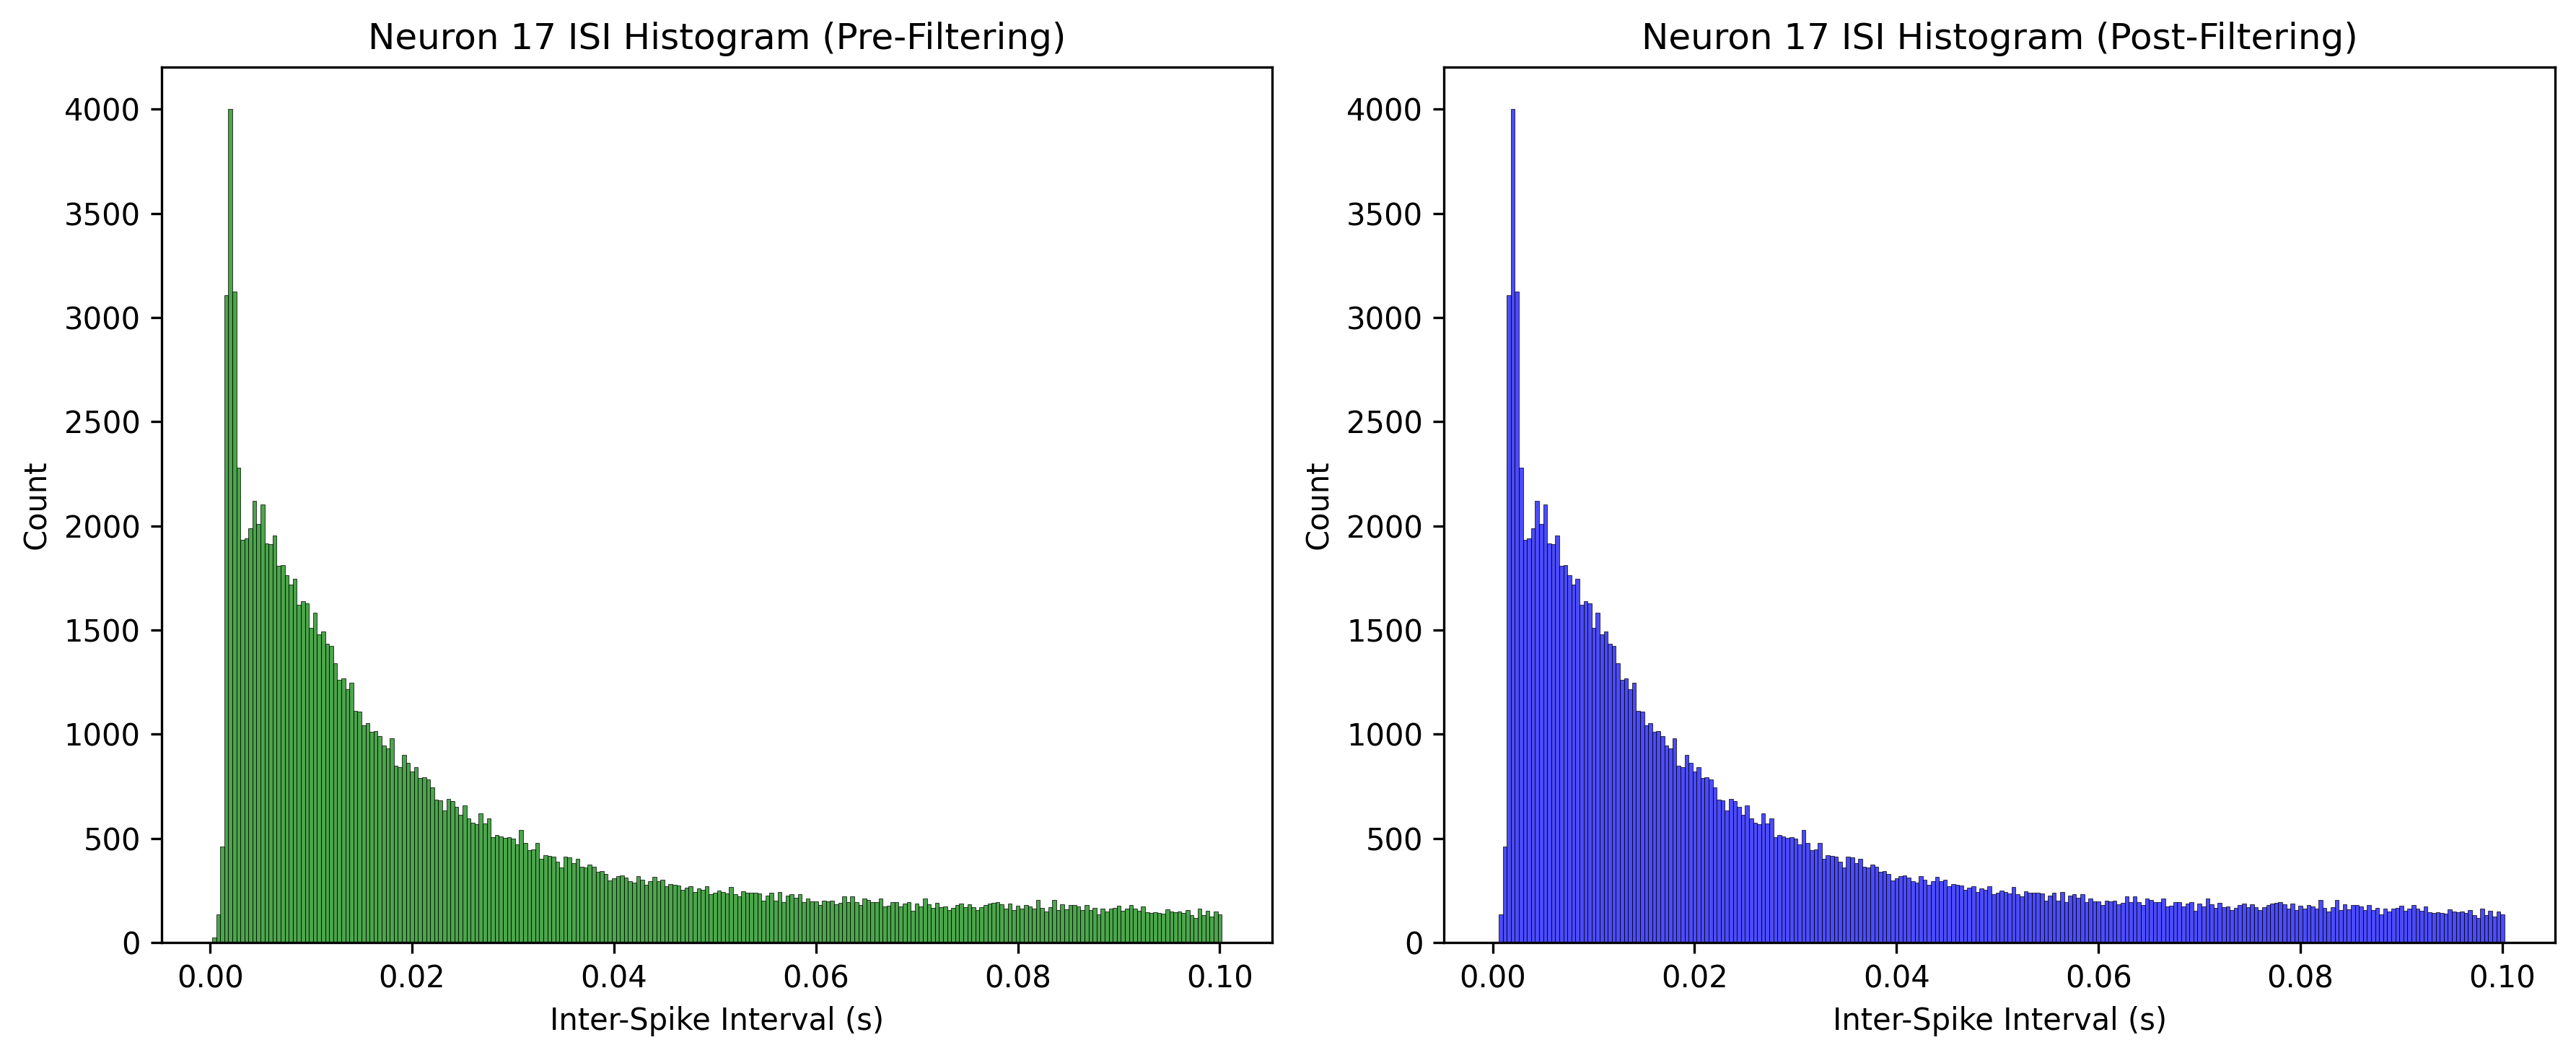 Neuron 17 ISI Histogram (Pre-Filtering)
4000
3500
3000
2500
2000
1500
1000
500
0
Count
0.00 0.02 0.04 0.06 0.08 0.10
Inter-Spike Interval (s)
Neuron 17 ISI Histogram (Post-Filtering)
4000
3500
3000
2500
2000
1500
1000
500
0
Count
0.00 0.02 0.04 0.06 0.08 0.10
Inter-Spike Interval (s)